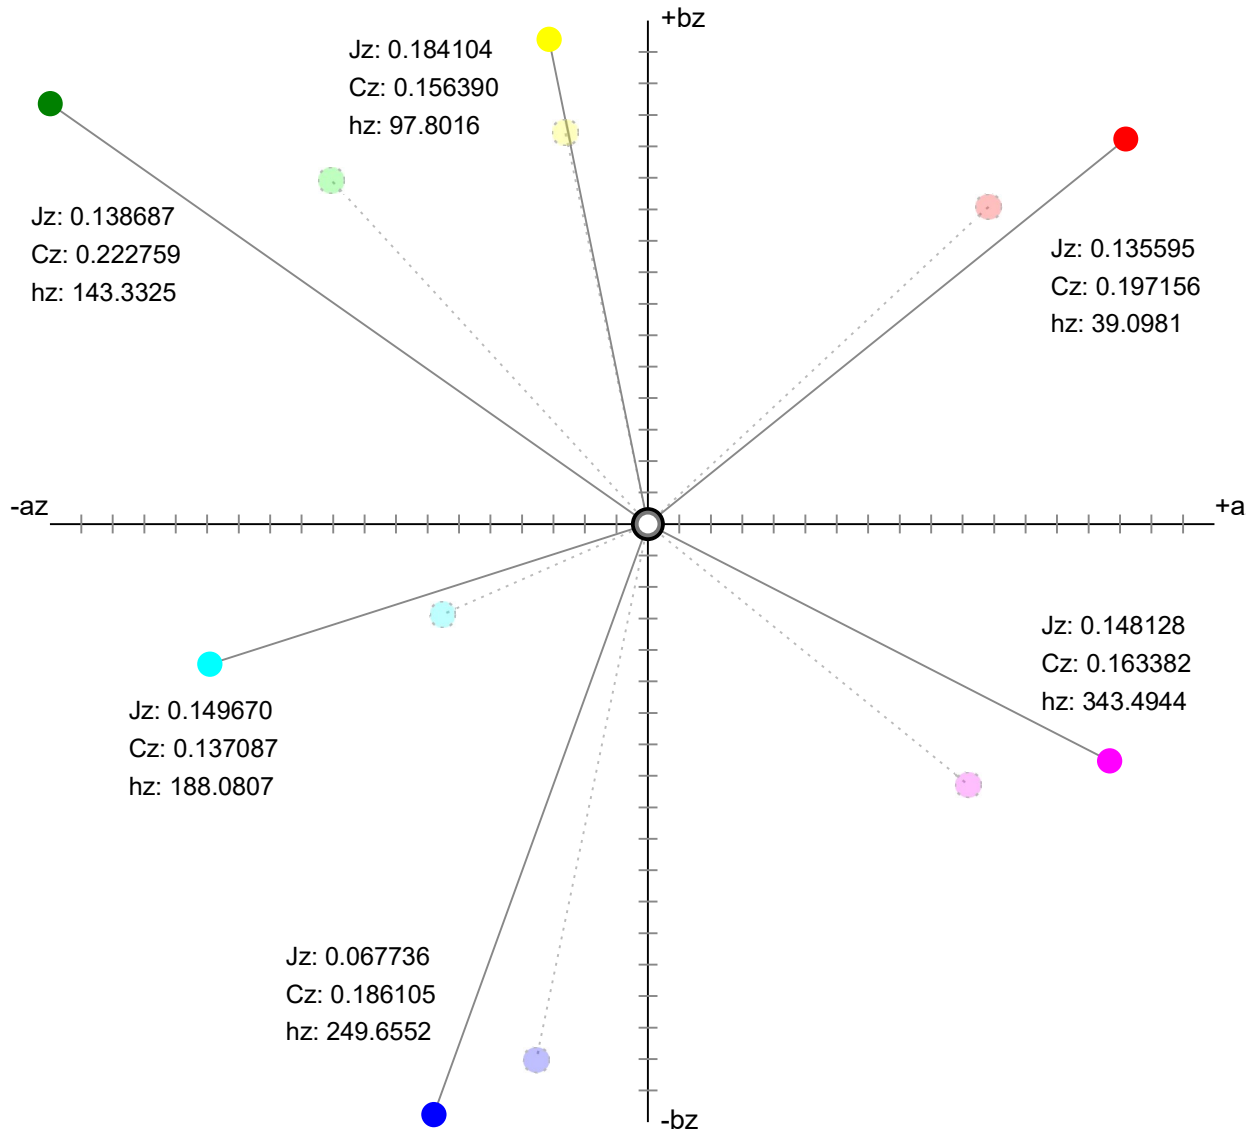 +bz
Jz: 0.184104
Cz: 0.156390
hz: 97.8016
Jz: 0.138687
Cz: 0.222759
hz: 143.3325
Jz: 0.135595
Cz: 0.197156
hz: 39.0981
-az
+a
Jz: 0.148128
Cz: 0.163382
hz: 343.4944
Jz: 0.149670
Cz: 0.137087
hz: 188.0807
Jz: 0.067736
Cz: 0.186105
hz: 249.6552
-bz